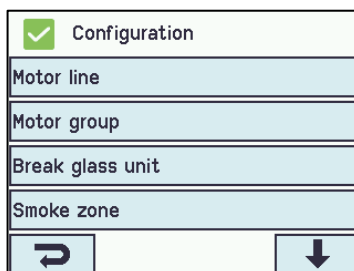 Configuration
Motor line
Motor group
Break glass unit
Smoke zone